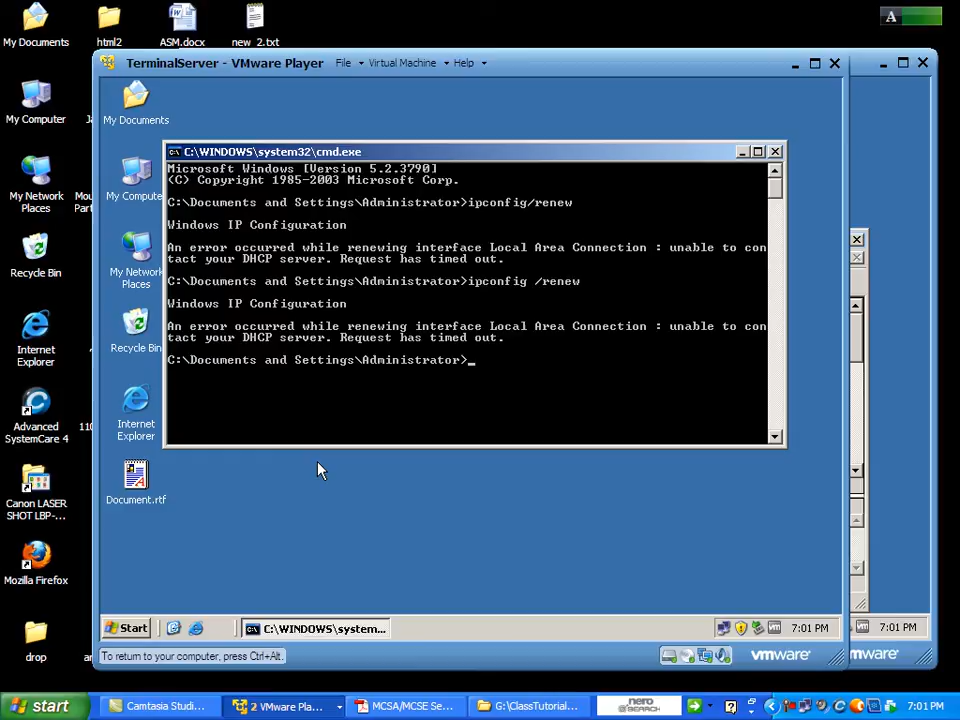 My Documents
html2
ASM.docx
new_2.txt
A
TerminalServer - VMware Player
File
Virtual Machine
Help
My Computer
My Network
Places
Recycle Bin
Internet
Explorer
Advanced
SystemCare 4
Canon LASER
SHOT LBP-...
Mozilla Firefox
drop
My Documents
My Compute
My Network
Places
Recycle Bin
Internet
Explorer
Document.rtf
C:\WINDOWS\system32\cmd.exe
Microsoft Windows [Version 5.2.3790]
(C) Copyright 1985-2003 Microsoft Corp.
C:\Documents and Settings\Administrator>ipconfig/renew
Windows IP Configuration
An error occurred while renewing interface Local Area Connection : unable to con
tact your DHCP server. Request has timed out.
C:\Documents and Settings\Administrator>ipconfig /renew
Windows IP Configuration
An error occurred while renewing interface Local Area Connection : unable to con
tact your DHCP server. Request has timed out.
C:\Documents and Settings\Administrator>_
Start
C:\WINDOWS\system...
7:01 PM
7:01 PM
To return to your computer, press Ctrl+Alt.
vmware
mware
start
Camtasia Studi...
2 VMware Pla...
MCSA/MCSE Se...
G:\ClassTutorial...
nero
SEARCH
7:01 PM